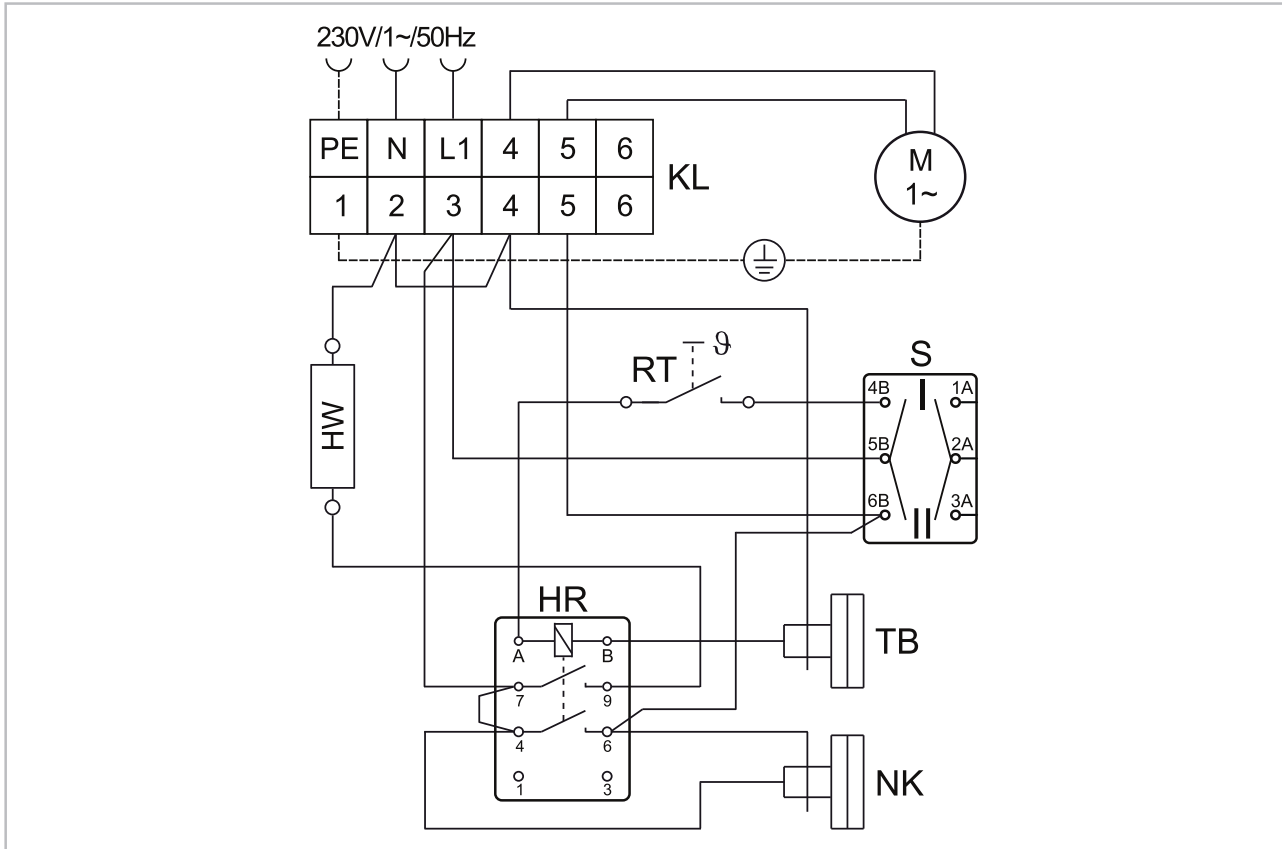 230V/1~/50Hz
PE N L1 4 5 6
KL
1 2 3 4 5 6
M
1~
RT ϑ
S
4B I 1A
5B 2A
6B II 3A
HW
HR
A B
TB
7 9
4 6
NK
1 3